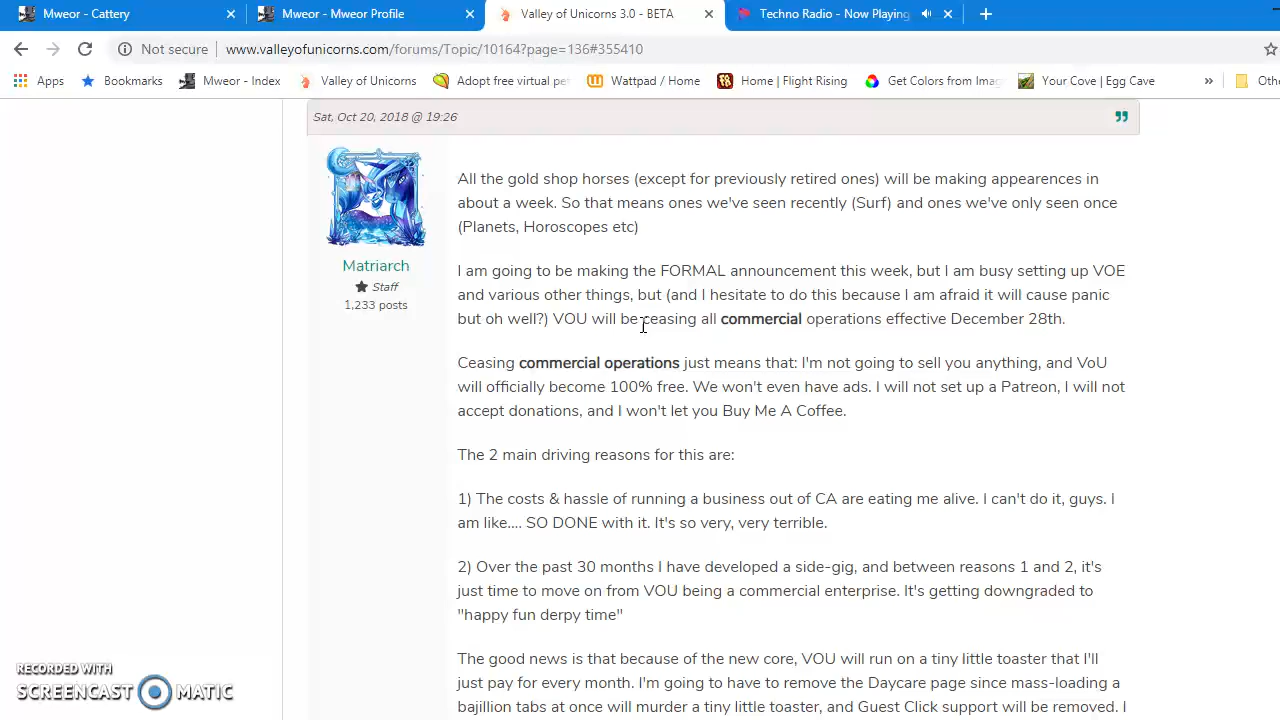 Mweor - Cattery
Mweor - Mweor Profile
Valley of Unicorns 3.0 - BETA
Techno Radio - Now Playing
Not secure
www.valleyofunicorns.com/forums/Topic/10164?page=136#355410
Apps
Bookmarks
Mweor - Index
Valley of Unicorns
Adopt free virtual pe
Wattpad / Home
Home | Flight Rising
Get Colors from Imag
Your Cove | Egg Cave
»
Othe
Sat, Oct 20, 2018 @ 19:26
Matriarch
Staff
1,233 posts
All the gold shop horses (except for previously retired ones) will be making appearences in
about a week. So that means ones we've seen recently (Surf) and ones we've only seen once
(Planets, Horoscopes etc)
I am going to be making the FORMAL announcement this week, but I am busy setting up VOE
and various other things, but (and I hesitate to do this because I am afraid it will cause panic
but oh well?) VOU will be ceasing all commercial operations effective December 28th.
Ceasing commercial operations just means that: I'm not going to sell you anything, and VoU
will officially become 100% free. We won't even have ads. I will not set up a Patreon, I will not
accept donations, and I won't let you Buy Me A Coffee.
The 2 main driving reasons for this are:
1) The costs & hassle of running a business out of CA are eating me alive. I can't do it, guys. I
am like.... SO DONE with it. It's so very, very terrible.
2) Over the past 30 months I have developed a side-gig, and between reasons 1 and 2, it's
just time to move on from VOU being a commercial enterprise. It's getting downgraded to
"happy fun derpy time"
The good news is that because of the new core, VOU will run on a tiny little toaster that I'll
just pay for every month. I'm going to have to remove the Daycare page since mass-loading a
bajillion tabs at once will murder a tiny little toaster, and Guest Click support will be removed. I
RECORDED WITH
SCREENCAST MATIC